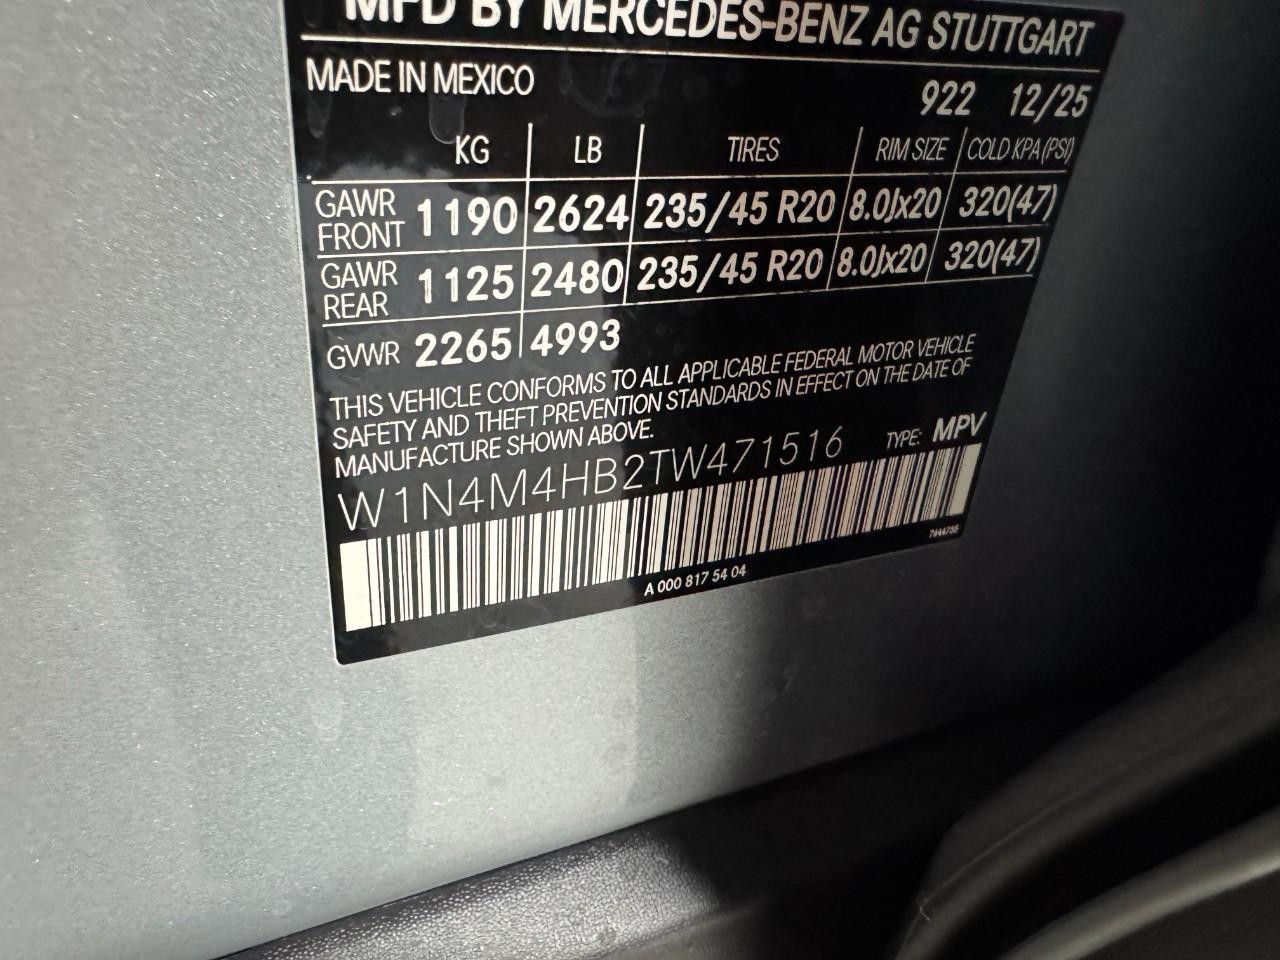 MFD BY MERCEDES-BENZ AG STUTTGART
MADE IN MEXICO
922 12/25
KG LB TIRES RIM SIZE COLD KPA (PSI)
GAWR FRONT 1190 2624 235/45 R20 8.0Jx20 320(47)
GAWR REAR 1125 2480 235/45 R20 8.0Jx20 320(47)
GVWR 2265 4993
THIS VEHICLE CONFORMS TO ALL APPLICABLE FEDERAL MOTOR VEHICLE
SAFETY AND THEFT PREVENTION STANDARDS IN EFFECT ON THE DATE OF
MANUFACTURE SHOWN ABOVE.
W1N4M4HB2TW471516 TYPE: MPV
A 000 817 54 04